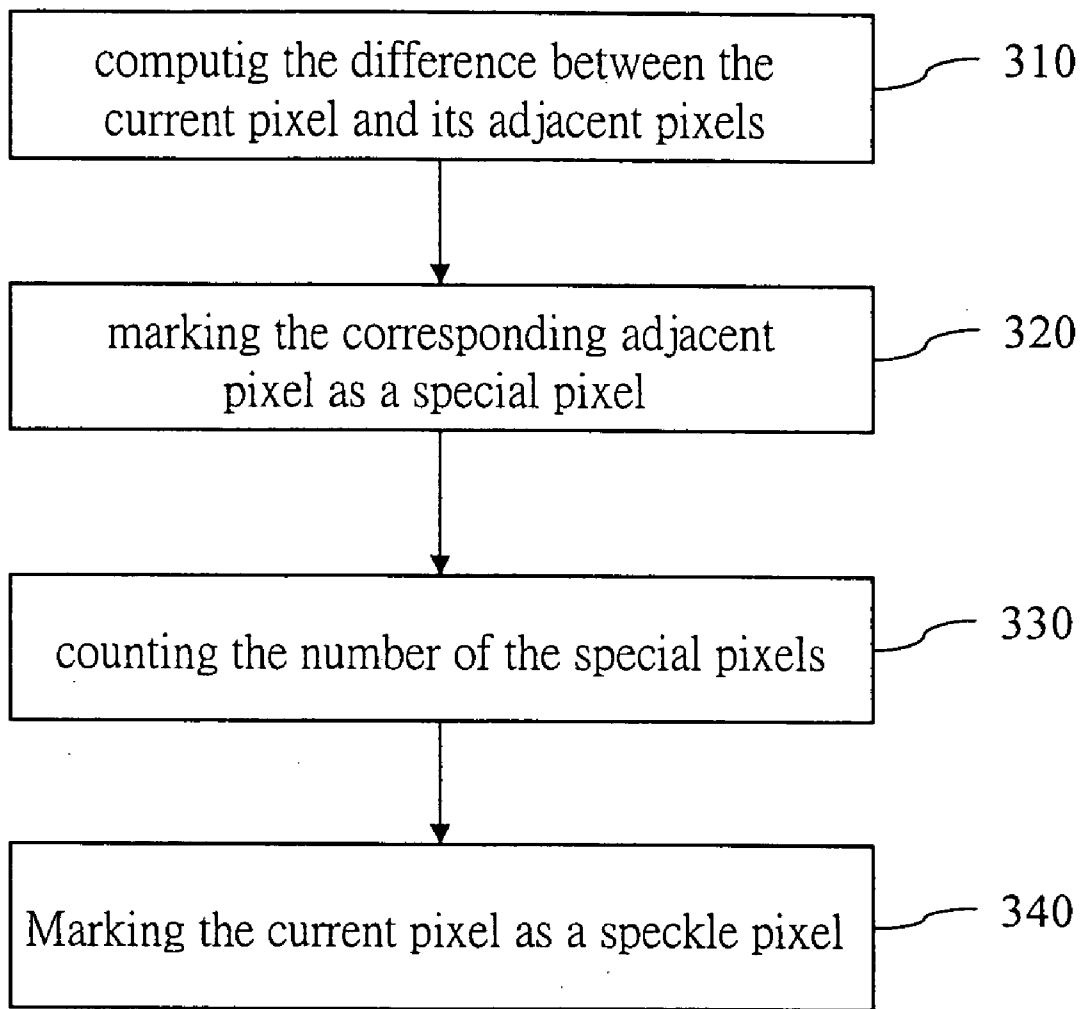 computig the difference between the
current pixel and its adjacent pixels
310
marking the corresponding adjacent
pixel as a special pixel
320
counting the number of the special pixels
330
Marking the current pixel as a speckle pixel
340